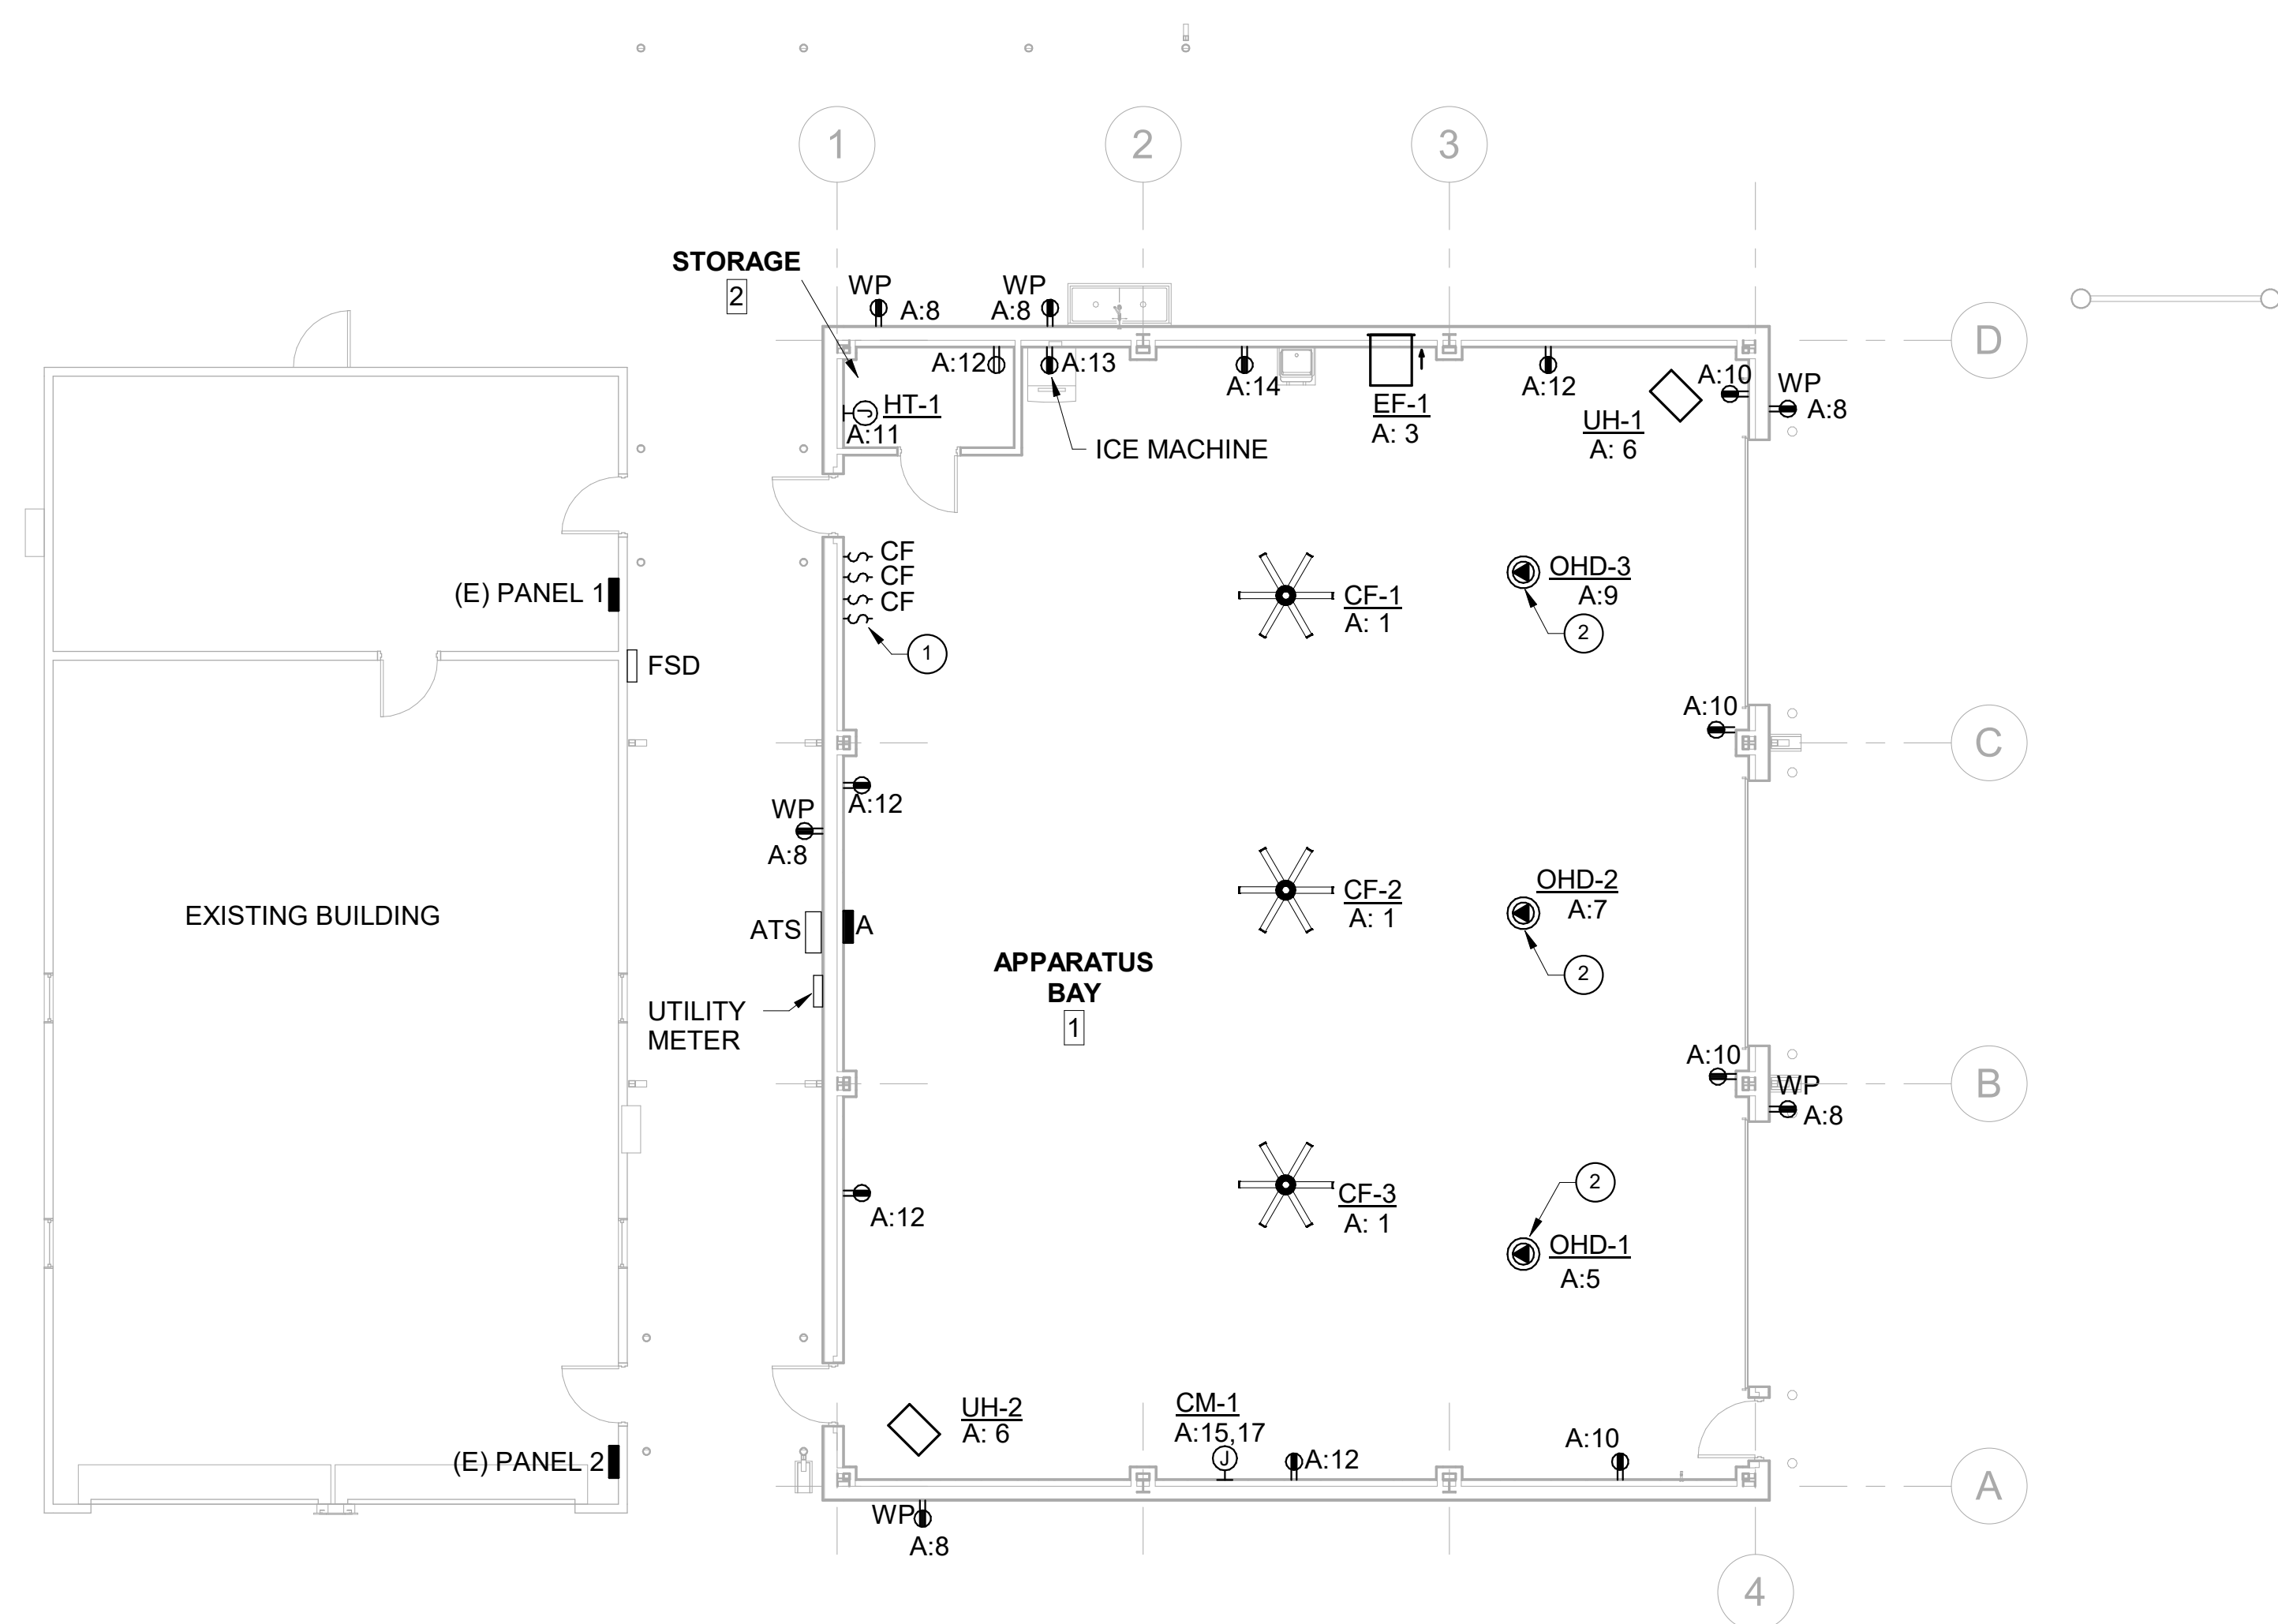 1
2
3
STORAGE
2
WP
A:8
WP
A:8
D
A:12
A:13
A:14
A:12
A:10
WP
A:8
HT-1
A:11
EF-1
A: 3
UH-1
A: 6
ICE MACHINE
CF
CF
CF
1
(E) PANEL 1
CF-1
A: 1
OHD-3
A:9
2
FSD
A:10
C
A:12
WP
A:8
EXISTING BUILDING
ATS
A
CF-2
A: 1
OHD-2
A:7
2
APPARATUS
BAY
1
UTILITY
METER
A:10
WP
A:8
B
A:12
CF-3
A: 1
2
OHD-1
A:5
UH-2
A: 6
CM-1
A:15,17
J
A:12
A:10
(E) PANEL 2
A
WP
A:8
4
J